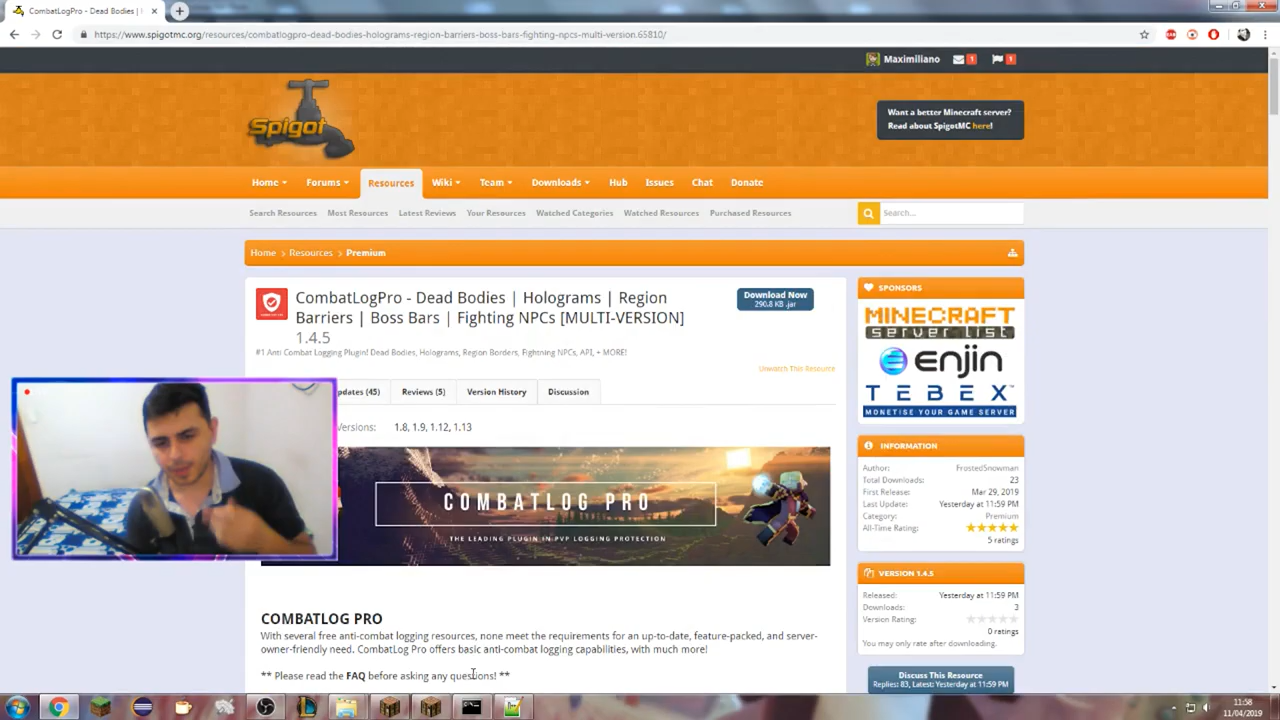 CombatLogPro - Dead Bodies |
https://www.spigotmc.org/resources/combatlogpro-dead-bodies-holograms-region-barriers-boss-bars-fighting-npcs-multi-version.65810/
Maximiliano 1 1
Spigot
Want a better Minecraft server?
Read about SpigotMC here!
Home Forums Resources Wiki Team Downloads Hub Issues Chat Donate
Search Resources Most Resources Latest Reviews Your Resources Watched Categories Watched Resources Purchased Resources
Search...
Home Resources Premium
CombatLogPro - Dead Bodies | Holograms | Region
Barriers | Boss Bars | Fighting NPCs [MULTI-VERSION]
1.4.5
Download Now
290.8 KB .jar
#1 Anti Combat Logging Plugin! Dead Bodies, Holograms, Region Borders, Fightning NPCs, API, + MORE!
Unwatch This Resource
pdates (45) Reviews (5) Version History Discussion
Versions: 1.8, 1.9, 1.12, 1.13
COMBATLOG PRO
THE LEADING PLUGIN IN PVP LOGGING PROTECTION
COMBATLOG PRO
With several free anti-combat logging resources, none meet the requirements for an up-to-date, feature-packed, and server-
owner-friendly need. CombatLog Pro offers basic anti-combat logging capabilities, with much more!
** Please read the FAQ before asking any questions! **
SPONSORS
MINECRAFT
server list
enjin
TEBEX
MONETISE YOUR GAME SERVER
INFORMATION
Author: FrostedSnowman
Total Downloads: 23
First Release: Mar 29, 2019
Last Update: Yesterday at 11:59 PM
Category: Premium
All-Time Rating:
5 ratings
VERSION 1.4.5
Released: Yesterday at 11:59 PM
Downloads: 3
Version Rating:
0 ratings
You may only rate after downloading.
Discuss This Resource
Replies: 83, Latest: Yesterday at 11:59 PM
11:58
11/04/2019